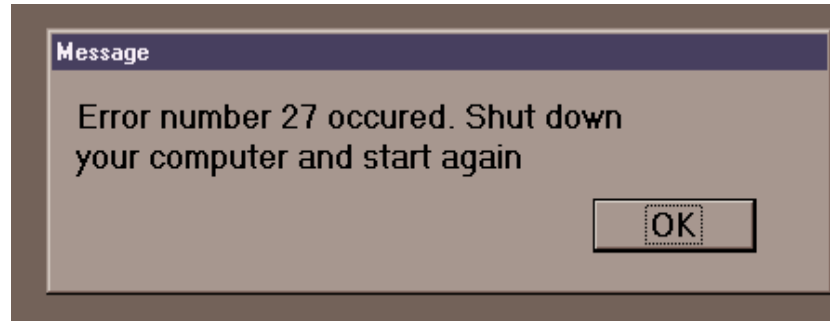 Message
Error number 27 occured. Shut down
your computer and start again
OK